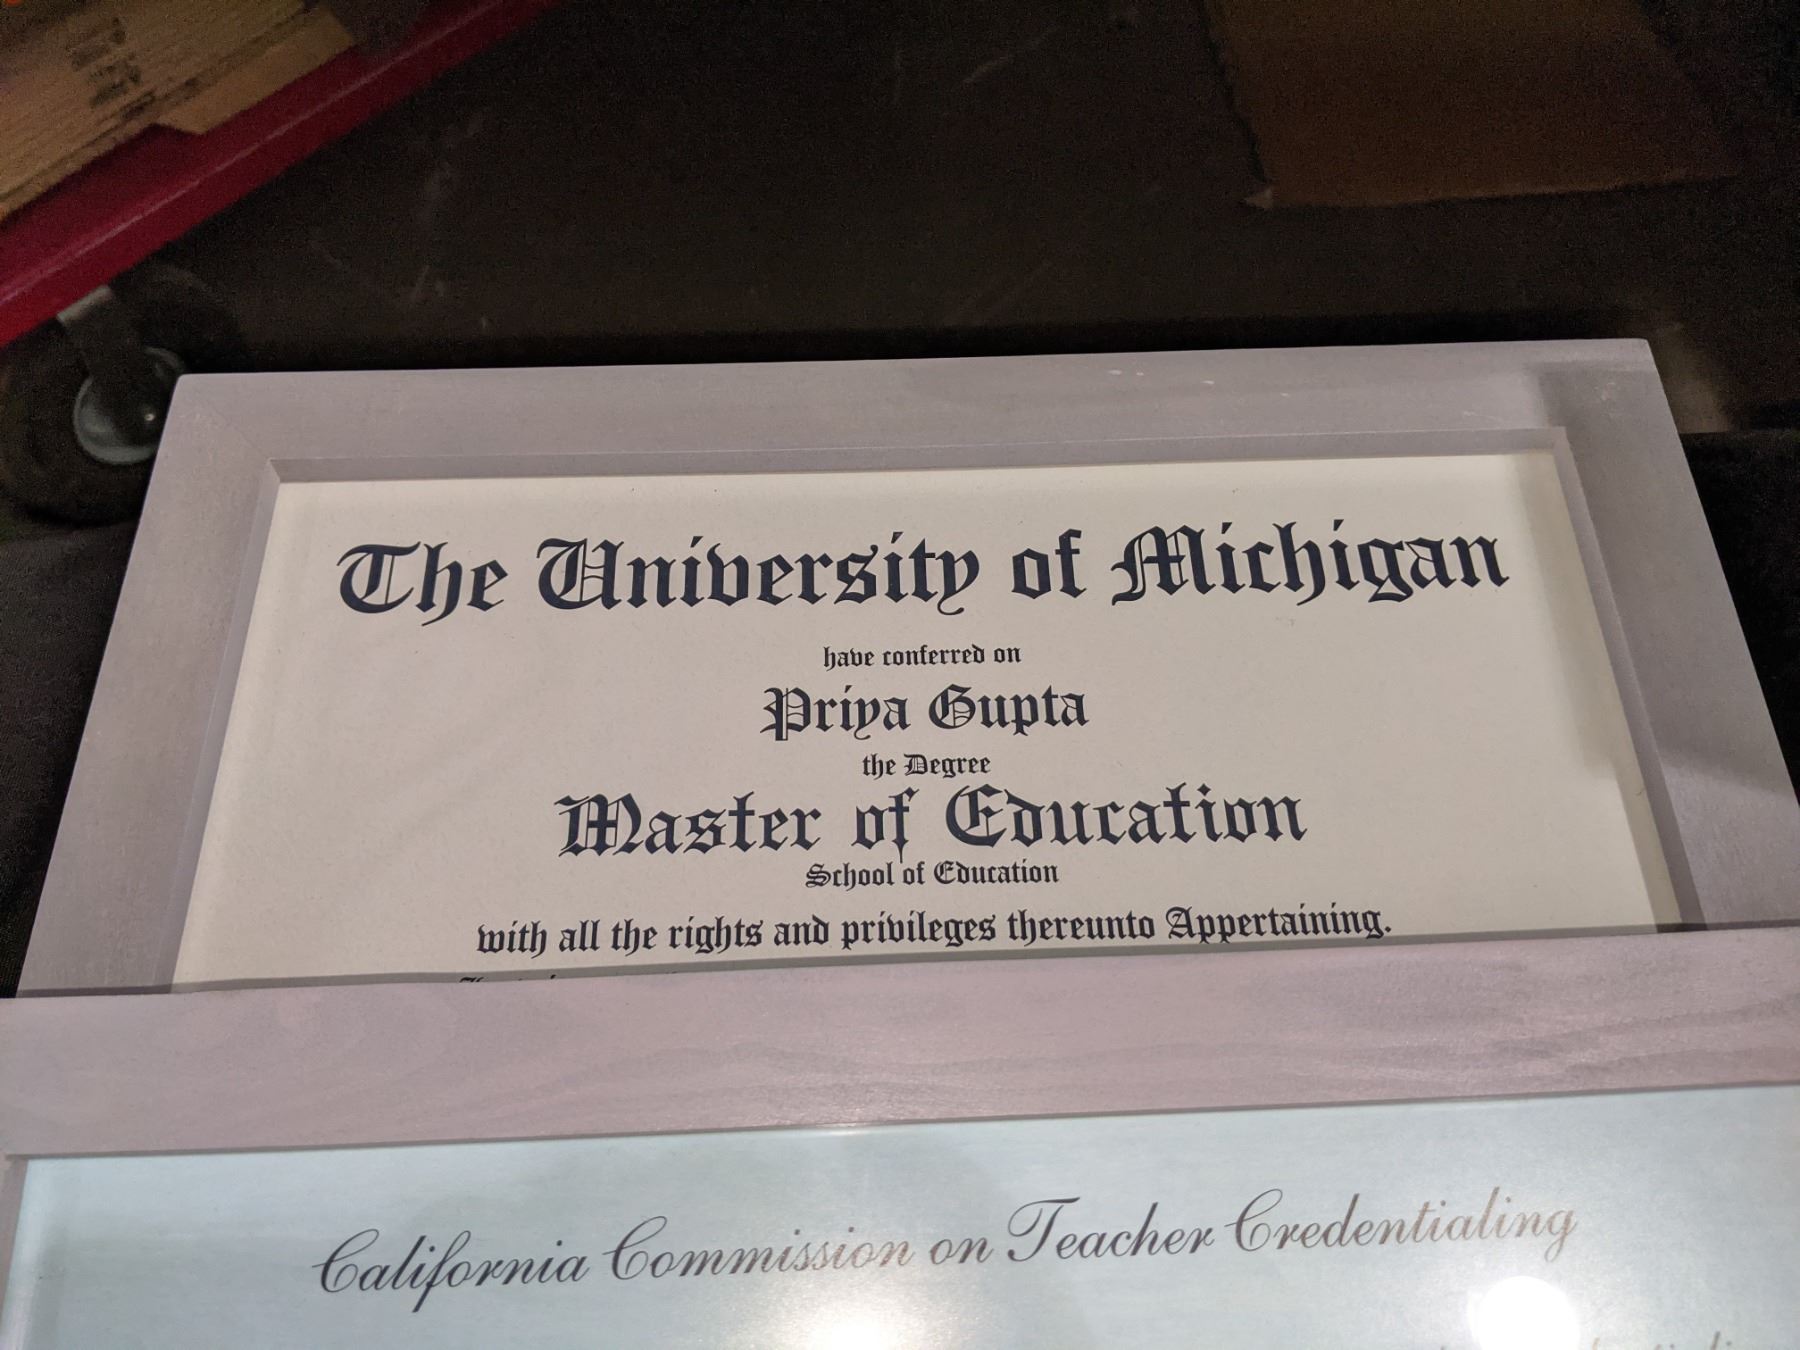 The University of Michigan
have conferred on
Priya Gupta
the Degree
Master of Education
School of Education
with all the rights and privileges thereunto Appertaining.
California Commission on Teacher Credentialing